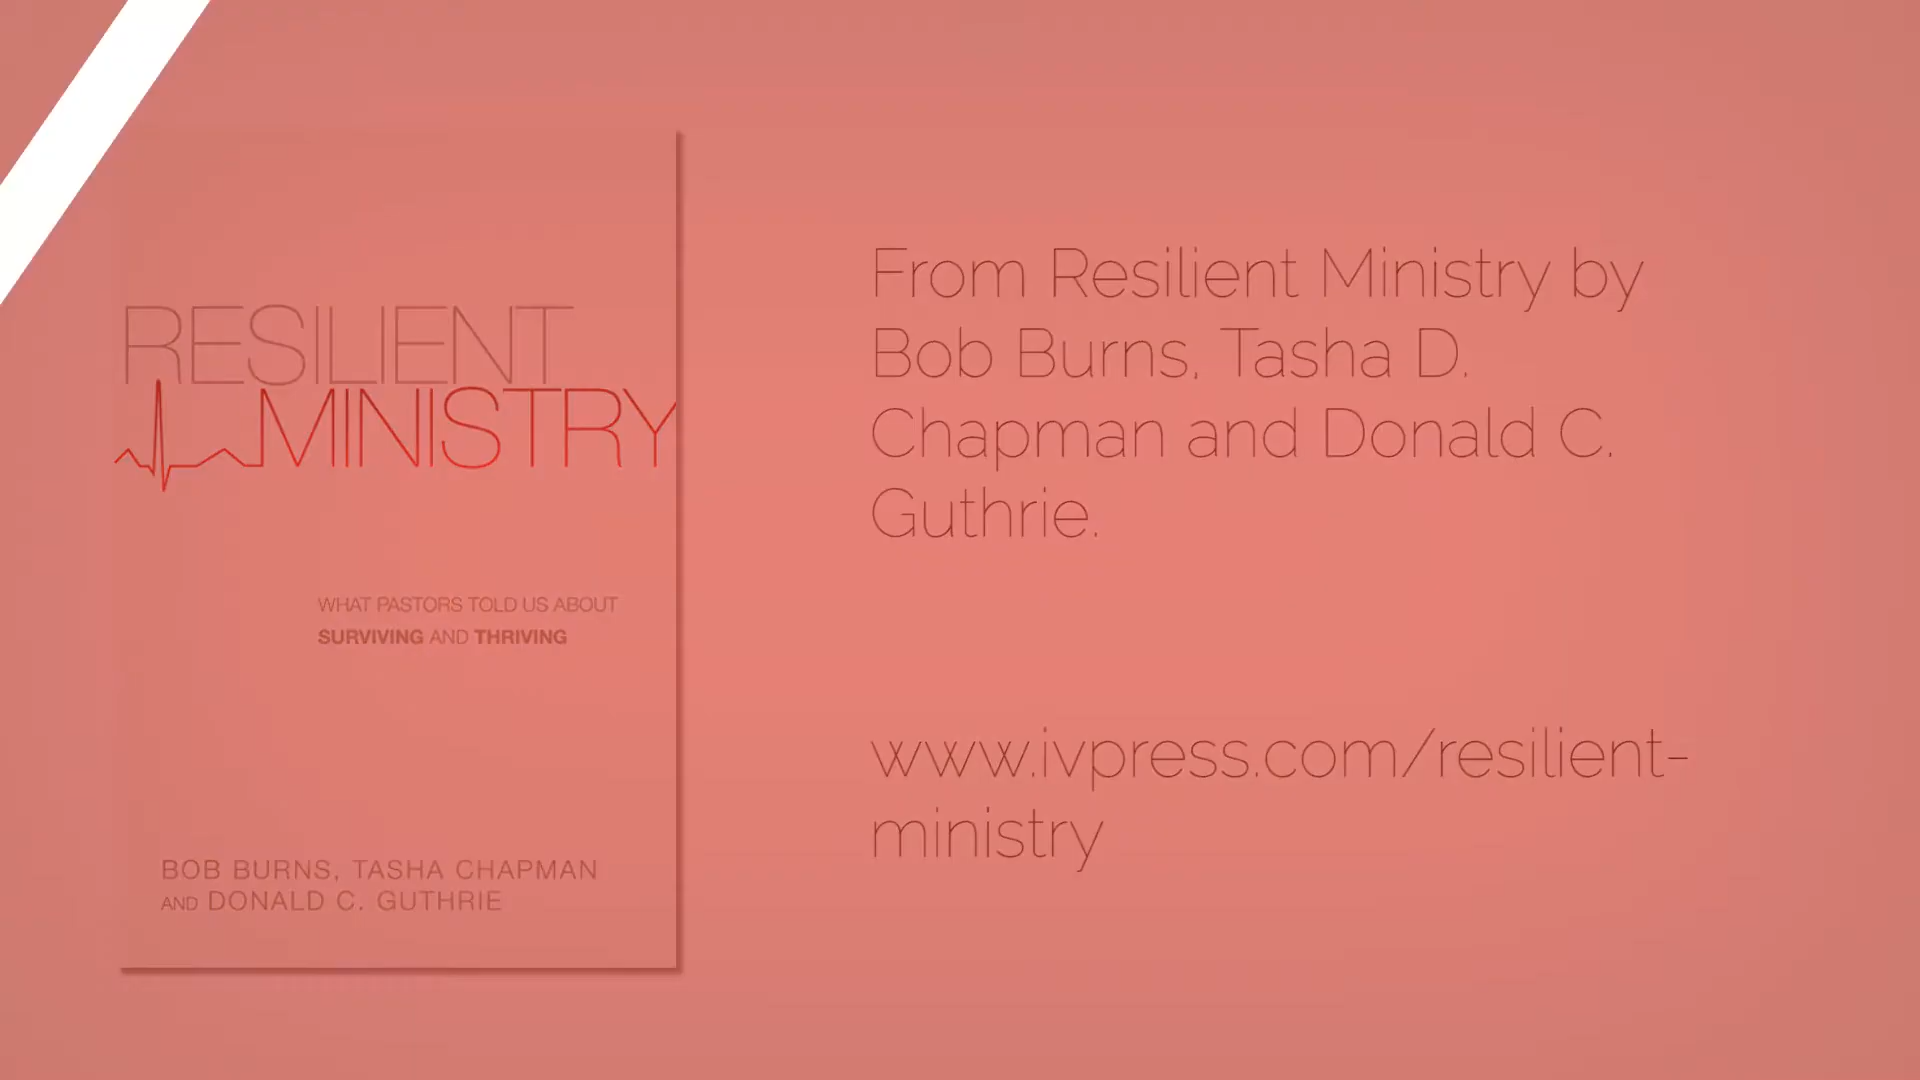 RESILIENT
MINISTRY
WHAT PASTORS TOLD US ABOUT
SURVIVING AND THRIVING
BOB BURNS, TASHA CHAPMAN
AND DONALD C. GUTHRIE
From Resilient Ministry by
Bob Burns, Tasha D.
Chapman and Donald C.
Guthrie.
www.ivpress.com/resilient-
ministry